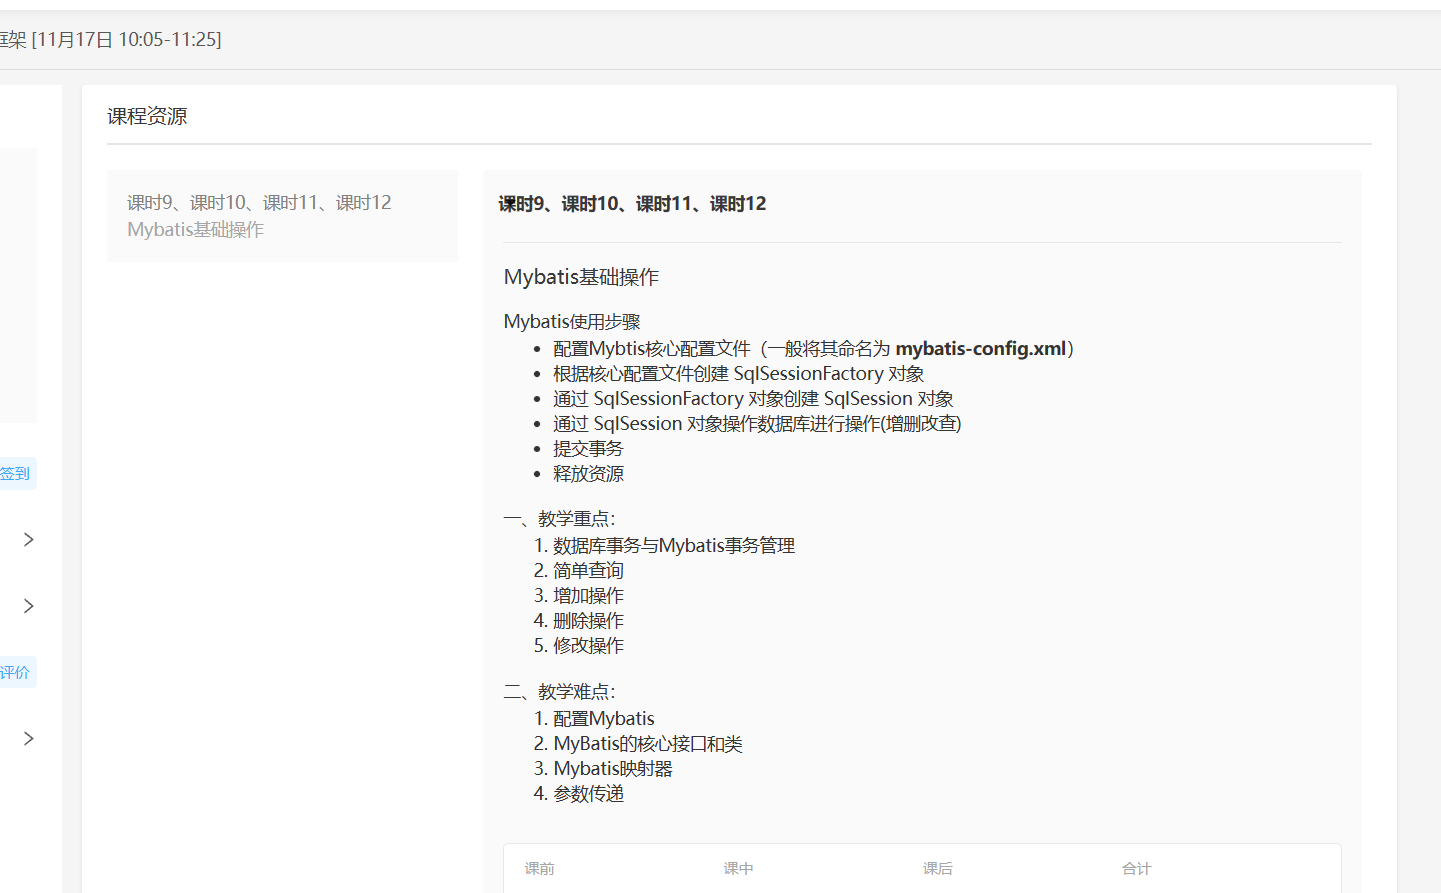 框架 [11月17日 10:05-11:25]
课程资源
课时9、课时10、课时11、课时12
Mybatis基础操作
课时9、课时10、课时11、课时12
Mybatis基础操作
Mybatis使用步骤
• 配置Mybtis核心配置文件（一般将其命名为 mybatis-config.xml）
• 根据核心配置文件创建 SqlSessionFactory 对象
• 通过 SqlSessionFactory 对象创建 SqlSession 对象
• 通过 SqlSession 对象操作数据库进行操作(增删改查)
• 提交事务
• 释放资源
签到
一、教学重点：
1. 数据库事务与Mybatis事务管理
2. 简单查询
3. 增加操作
4. 删除操作
5. 修改操作
评价
二、教学难点：
1. 配置Mybatis
2. MyBatis的核心接口和类
3. Mybatis映射器
4. 参数传递
课前 课中 课后 合计